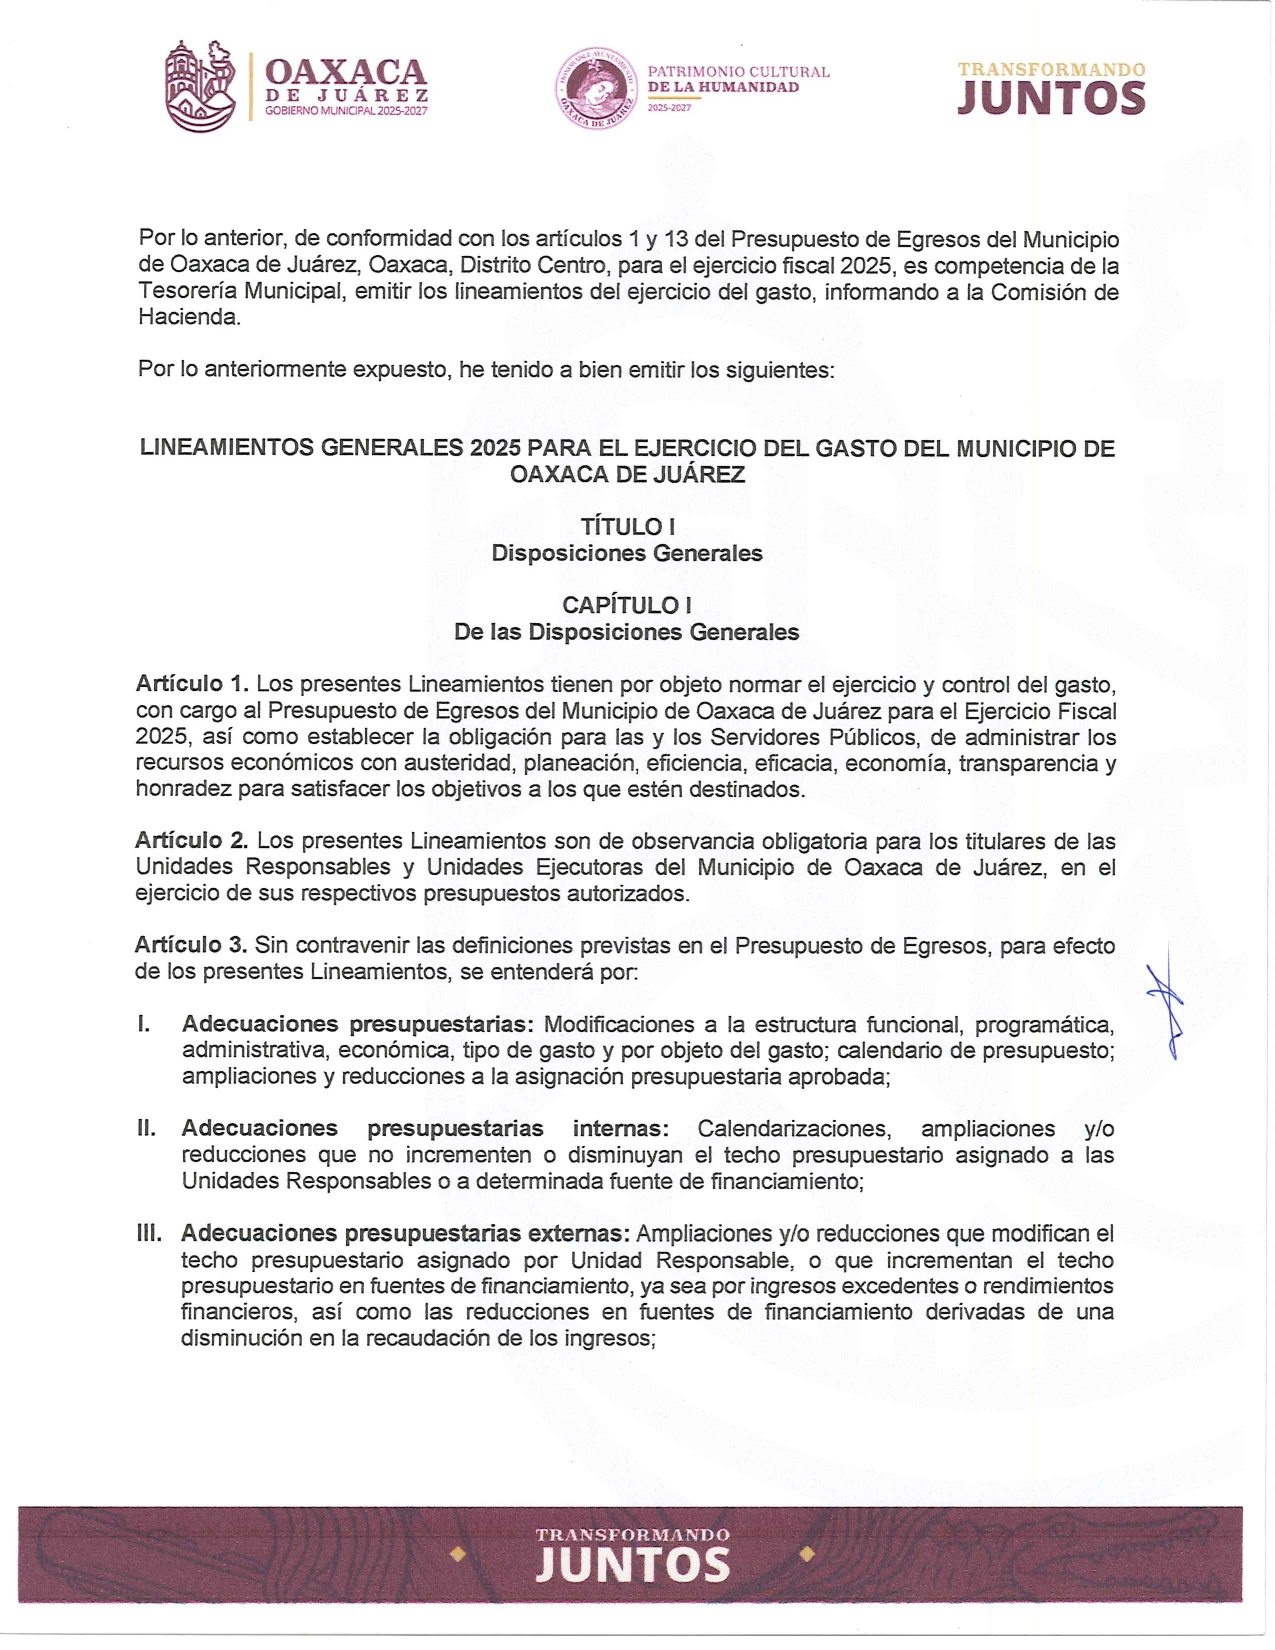 OAXACA
DE JUÁREZ
GOBIERNO MUNICIPAL 2025-2027
HONORABLE AYUNTAMIENTO
OAXACA DE JUÁREZ
PATRIMONIO CULTURAL
DE LA HUMANIDAD
2025-2027
TRANSFORMANDO
JUNTOS
Por lo anterior, de conformidad con los artículos 1 y 13 del Presupuesto de Egresos del Municipio
de Oaxaca de Juárez, Oaxaca, Distrito Centro, para el ejercicio fiscal 2025, es competencia de la
Tesorería Municipal, emitir los lineamientos del ejercicio del gasto, informando a la Comisión de
Hacienda.
Por lo anteriormente expuesto, he tenido a bien emitir los siguientes:
LINEAMIENTOS GENERALES 2025 PARA EL EJERCICIO DEL GASTO DEL MUNICIPIO DE
OAXACA DE JUÁREZ
TÍTULO I
Disposiciones Generales
CAPÍTULO I
De las Disposiciones Generales
Artículo 1. Los presentes Lineamientos tienen por objeto normar el ejercicio y control del gasto,
con cargo al Presupuesto de Egresos del Municipio de Oaxaca de Juárez para el Ejercicio Fiscal
2025, así como establecer la obligación para las y los Servidores Públicos, de administrar los
recursos económicos con austeridad, planeación, eficiencia, eficacia, economía, transparencia y
honradez para satisfacer los objetivos a los que estén destinados.
Artículo 2. Los presentes Lineamientos son de observancia obligatoria para los titulares de las
Unidades Responsables y Unidades Ejecutoras del Municipio de Oaxaca de Juárez, en el
ejercicio de sus respectivos presupuestos autorizados.
Artículo 3. Sin contravenir las definiciones previstas en el Presupuesto de Egresos, para efecto
de los presentes Lineamientos, se entenderá por:
I. Adecuaciones presupuestarias: Modificaciones a la estructura funcional, programática,
administrativa, económica, tipo de gasto y por objeto del gasto; calendario de presupuesto;
ampliaciones y reducciones a la asignación presupuestaria aprobada;
II. Adecuaciones presupuestarias internas: Calendarizaciones, ampliaciones y/o
reducciones que no incrementen o disminuyan el techo presupuestario asignado a las
Unidades Responsables o a determinada fuente de financiamiento;
III. Adecuaciones presupuestarias externas: Ampliaciones y/o reducciones que modifican el
techo presupuestario asignado por Unidad Responsable, o que incrementan el techo
presupuestario en fuentes de financiamiento, ya sea por ingresos excedentes o rendimientos
financieros, así como las reducciones en fuentes de financiamiento derivadas de una
disminución en la recaudación de los ingresos;
TRANSFORMANDO
JUNTOS